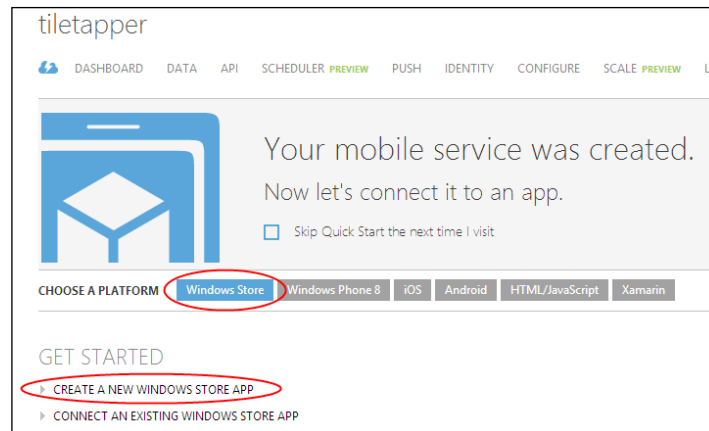 tiletapper
DASHBOARD DATA API SCHEDULER PREVIEW PUSH IDENTITY CONFIGURE SCALE PREVIEW L
Your mobile service was created.
Now let's connect it to an app.
Skip Quick Start the next time I visit
CHOOSE A PLATFORM Windows Store Windows Phone 8 iOS Android HTML/JavaScript Xamarin
GET STARTED
CREATE A NEW WINDOWS STORE APP
CONNECT AN EXISTING WINDOWS STORE APP